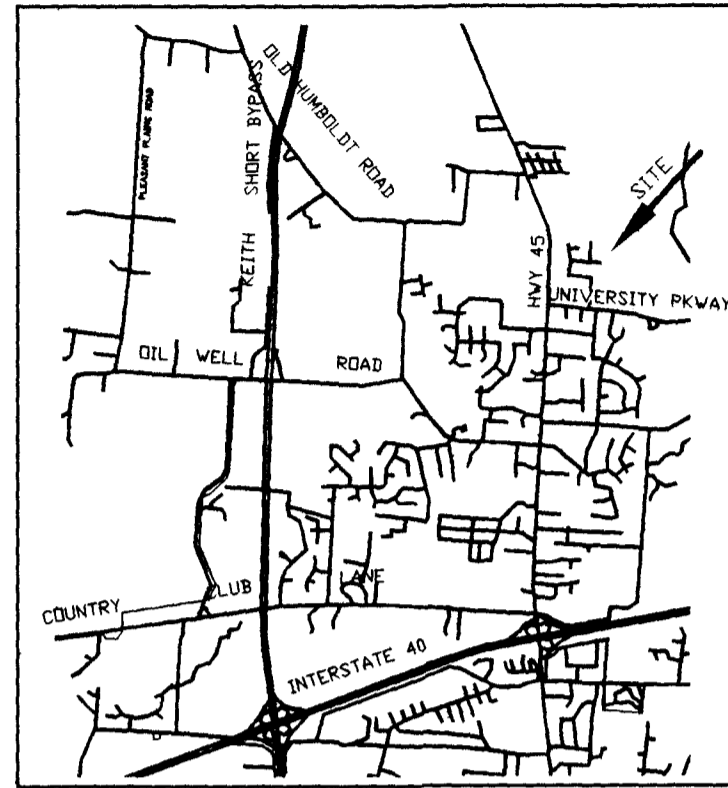 OLD HUMBOLDT ROAD
KEITH SHORT BYPASS
PLEASANT PLAINS ROAD
SITE
HWY 45
UNIVERSITY PKWAY
OIL WELL ROAD
COUNTRY LUB LANE
INTERSTATE 40